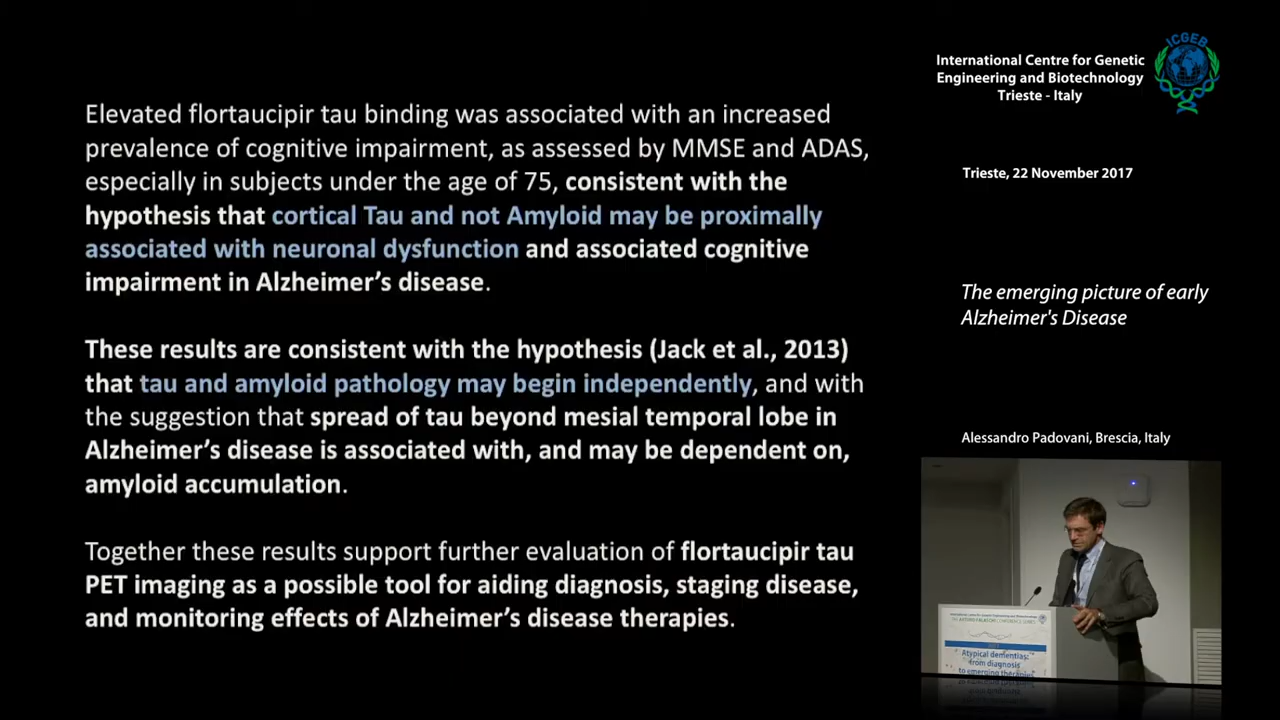 Elevated flortaucipir tau binding was associated with an increased
prevalence of cognitive impairment, as assessed by MMSE and ADAS,
especially in subjects under the age of 75, consistent with the
hypothesis that cortical Tau and not Amyloid may be proximally
associated with neuronal dysfunction and associated cognitive
impairment in Alzheimer’s disease.
These results are consistent with the hypothesis (Jack et al., 2013)
that tau and amyloid pathology may begin independently, and with
the suggestion that spread of tau beyond mesial temporal lobe in
Alzheimer’s disease is associated with, and may be dependent on,
amyloid accumulation.
Together these results support further evaluation of flortaucipir tau
PET imaging as a possible tool for aiding diagnosis, staging disease,
and monitoring effects of Alzheimer’s disease therapies.
International Centre for Genetic
Engineering and Biotechnology
Trieste - Italy
ICGEB
Trieste, 22 November 2017
The emerging picture of early
Alzheimer's Disease
Alessandro Padovani, Brescia, Italy
Atypical dementias:
from diagnosis
to emerging therapies